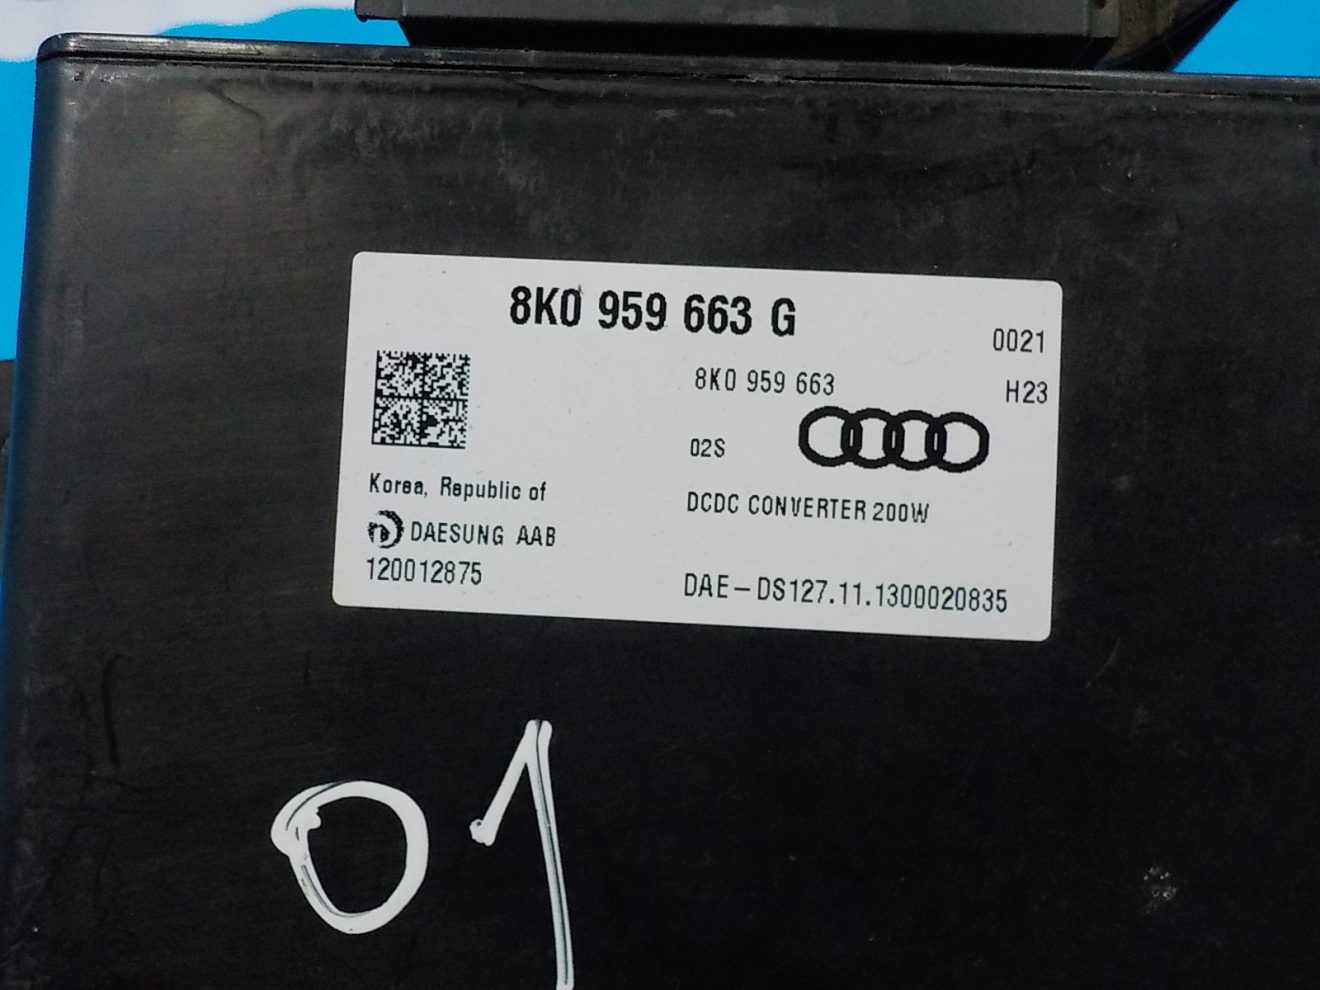 8K0 959 663 G
0021
8K0 959 663
H23
02S
Korea, Republic of
DCDC CONVERTER 200W
DAESUNG AAB
120012875
DAE-DS127.11.1300020835
01